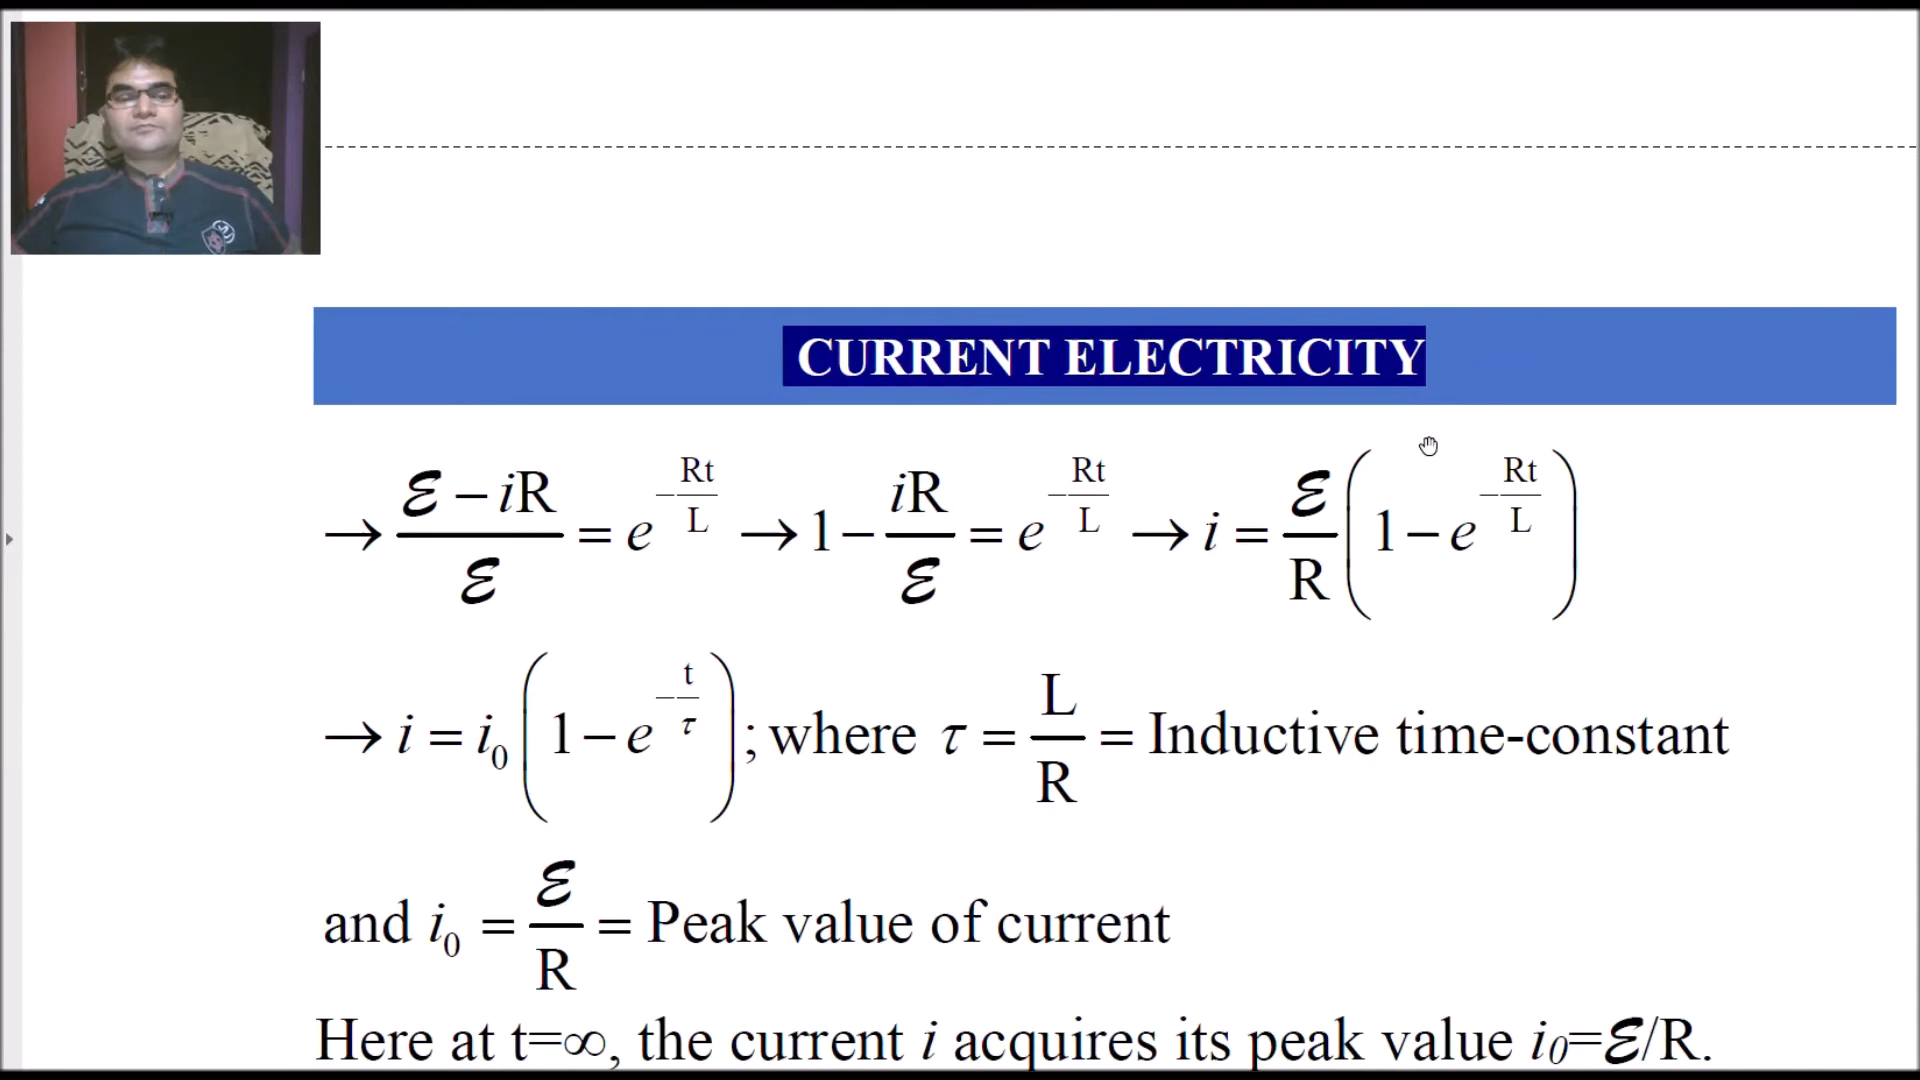 CURRENT ELECTRICITY
→ (ℰ – iR)/ℰ = e^(–Rt/L) → 1 – iR/ℰ = e^(–Rt/L) → i = ℰ/R (1 – e^(–Rt/L))
→ i = i₀ (1 – e^(–t/τ)); where τ = L/R = Inductive time-constant
and i₀ = ℰ/R = Peak value of current
Here at t=∞, the current i acquires its peak value i₀=ℰ/R.